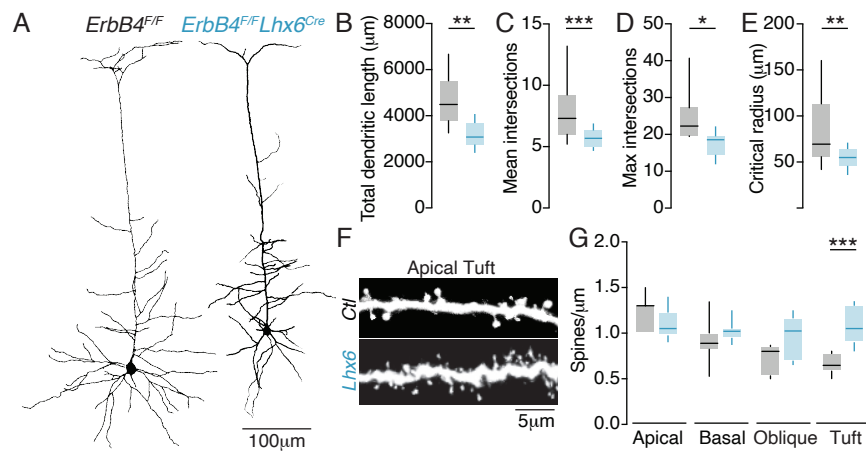 A
ErbB4F/F ErbB4F/FLhx6Cre
100μm
B
Total dendritic length (μm)
8000
6000
4000
2000
0
**
C
Mean intersections
15
10
5
0
***
D
Max intersections
50
40
30
20
10
0
*
E
Critical radius (μm)
200
150
100
50
**
F
Apical Tuft
Ctl
Lhx6
5μm
G
Spines/μm
2.0
1.5
1.0
0.5
0.0
***
Apical Basal Oblique Tuft